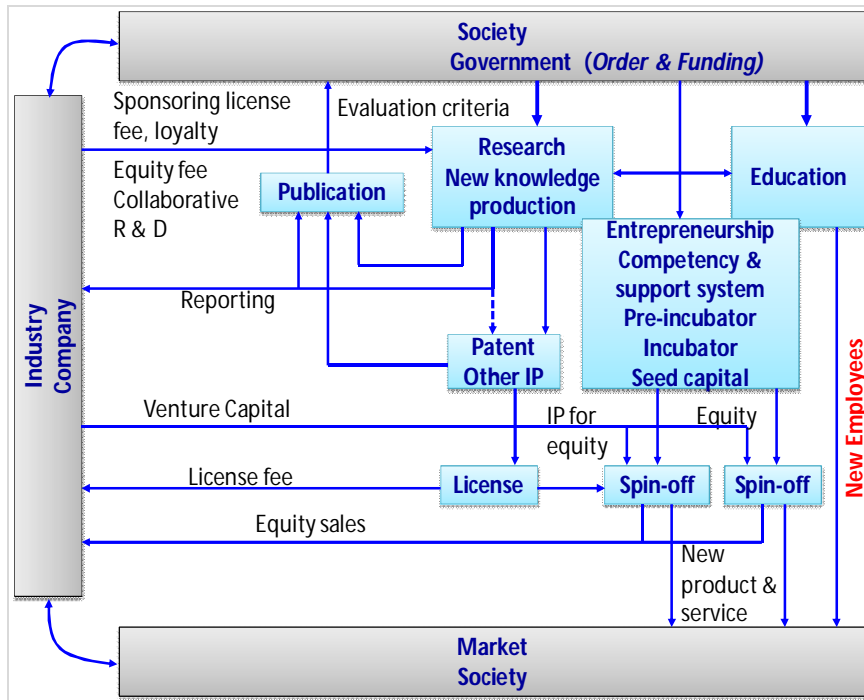 Society
Government (Order & Funding)
Sponsoring license
fee, loyalty
Evaluation criteria
Equity fee
Collaborative
R & D
Publication
Research
New knowledge
production
Education
Entrepreneurship
Competency &
support system
Pre-incubator
Incubator
Seed capital
Reporting
Industry
Company
Patent
Other IP
Venture Capital
IP for
equity
Equity
New Employees
License fee
License
Spin-off
Spin-off
Equity sales
New
product &
service
Market
Society